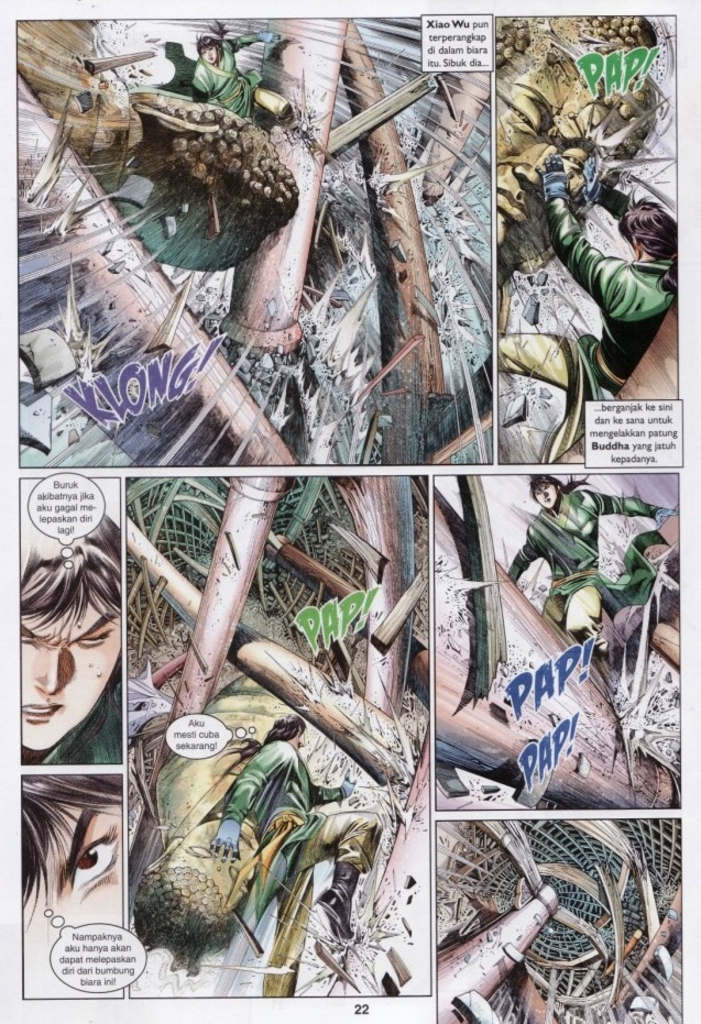 Xiao Wu pun
terperangkap
di dalam biara
itu. Sibuk dia...
PAP!
KLONG!
...berganjak ke sini
dan ke sana untuk
mengelakkan patung
Buddha yang jatuh
kepadanya.
Buruk
akibatnya jika
aku gagal me-
lepaskan diri
lagi!
PAP!
Aku
mesti cuba
sekarang!
PAP!
PAP!
Nampaknya
aku hanya akan
dapat melepaskan
diri dari bumbung
biara ini!
22